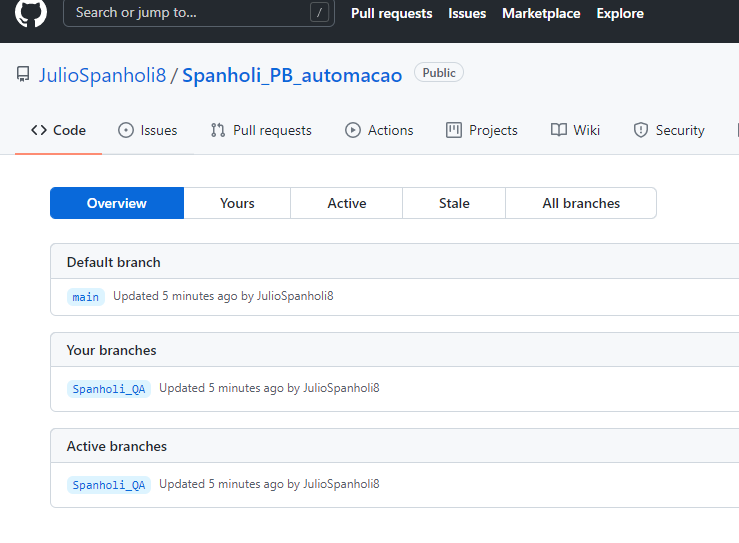 Search or jump to... / Pull requests Issues Marketplace Explore
JulioSpanholi8 / Spanholi_PB_automacao Public
Code Issues Pull requests Actions Projects Wiki Security
Overview Yours Active Stale All branches
Default branch
main Updated 5 minutes ago by JulioSpanholi8
Your branches
Spanholi_QA Updated 5 minutes ago by JulioSpanholi8
Active branches
Spanholi_QA Updated 5 minutes ago by JulioSpanholi8